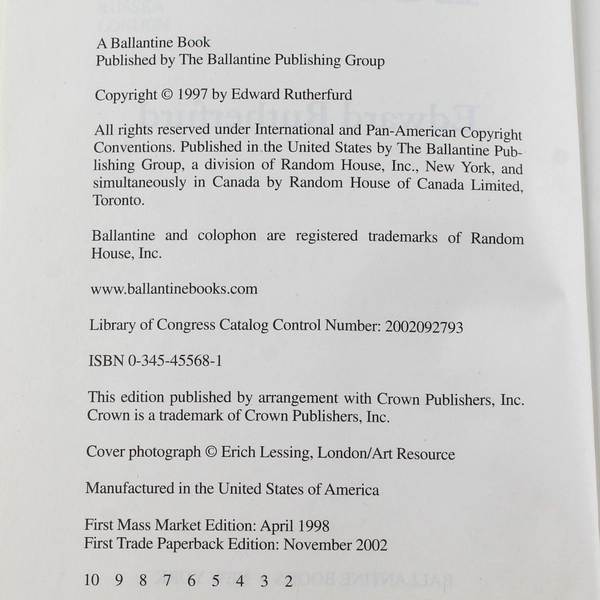 A Ballantine Book
Published by The Ballantine Publishing Group
Copyright © 1997 by Edward Rutherfurd
All rights reserved under International and Pan-American Copyright
Conventions. Published in the United States by The Ballantine Pub-
lishing Group, a division of Random House, Inc., New York, and
simultaneously in Canada by Random House of Canada Limited,
Toronto.
Ballantine and colophon are registered trademarks of Random
House, Inc.
www.ballantinebooks.com
Library of Congress Catalog Control Number: 2002092793
ISBN 0-345-45568-1
This edition published by arrangement with Crown Publishers, Inc.
Crown is a trademark of Crown Publishers, Inc.
Cover photograph © Erich Lessing, London/Art Resource
Manufactured in the United States of America
First Mass Market Edition: April 1998
First Trade Paperback Edition: November 2002
10 9 8 7 6 5 4 3 2